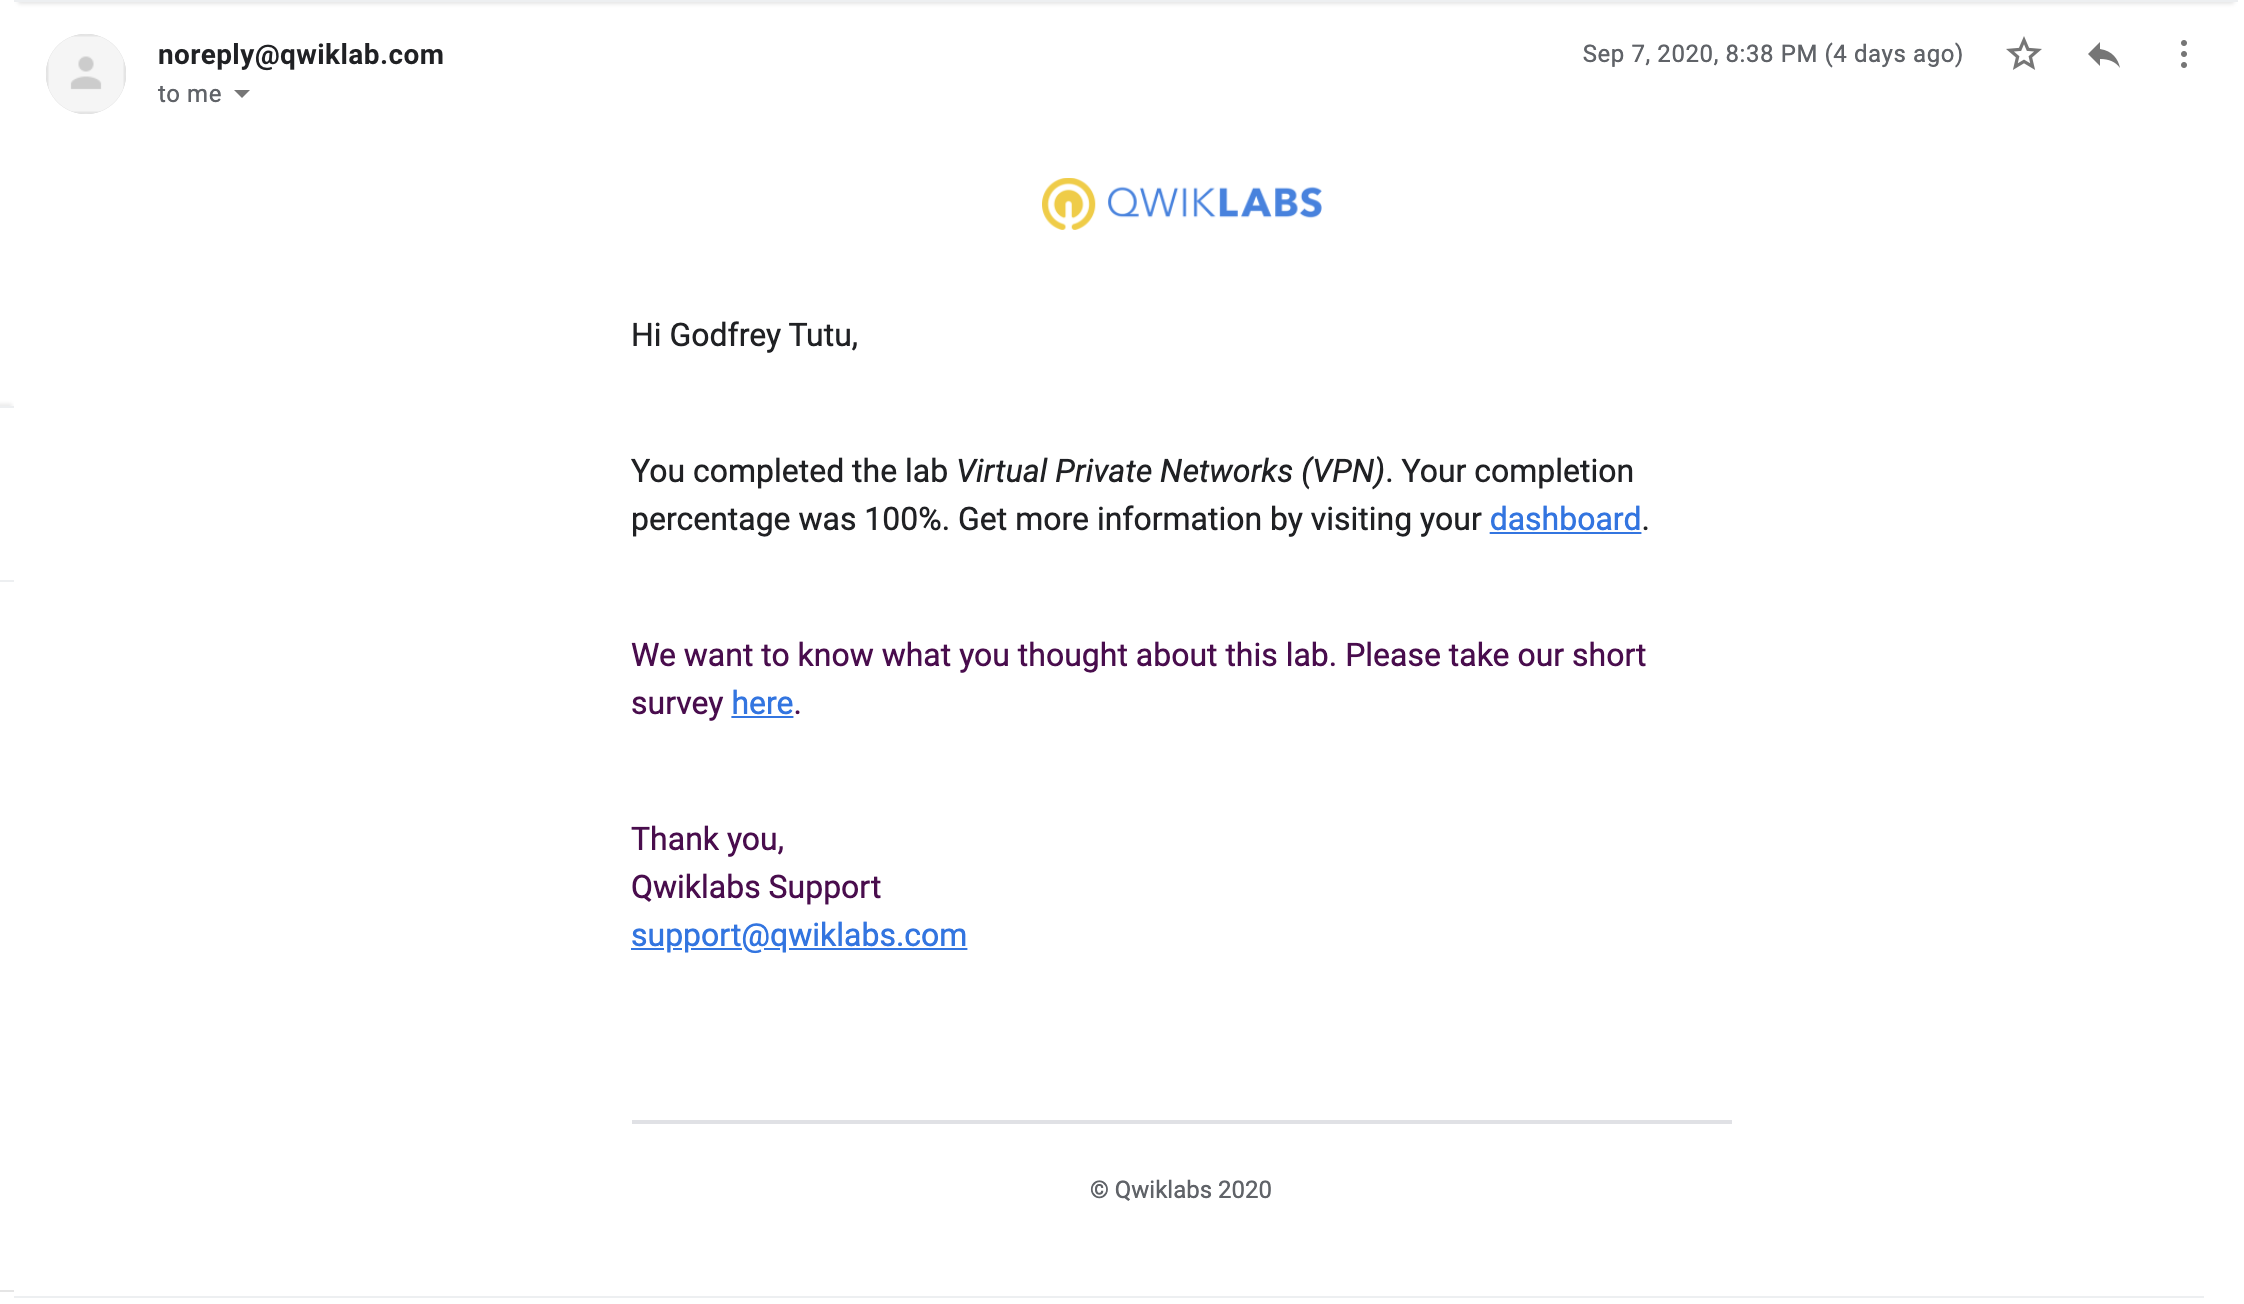 noreply@qwiklab.com
Sep 7, 2020, 8:38 PM (4 days ago)
to me
QWIKLABS
Hi Godfrey Tutu,
You completed the lab Virtual Private Networks (VPN). Your completion
percentage was 100%. Get more information by visiting your dashboard.
We want to know what you thought about this lab. Please take our short
survey here.
Thank you,
Qwiklabs Support
support@qwiklabs.com
© Qwiklabs 2020